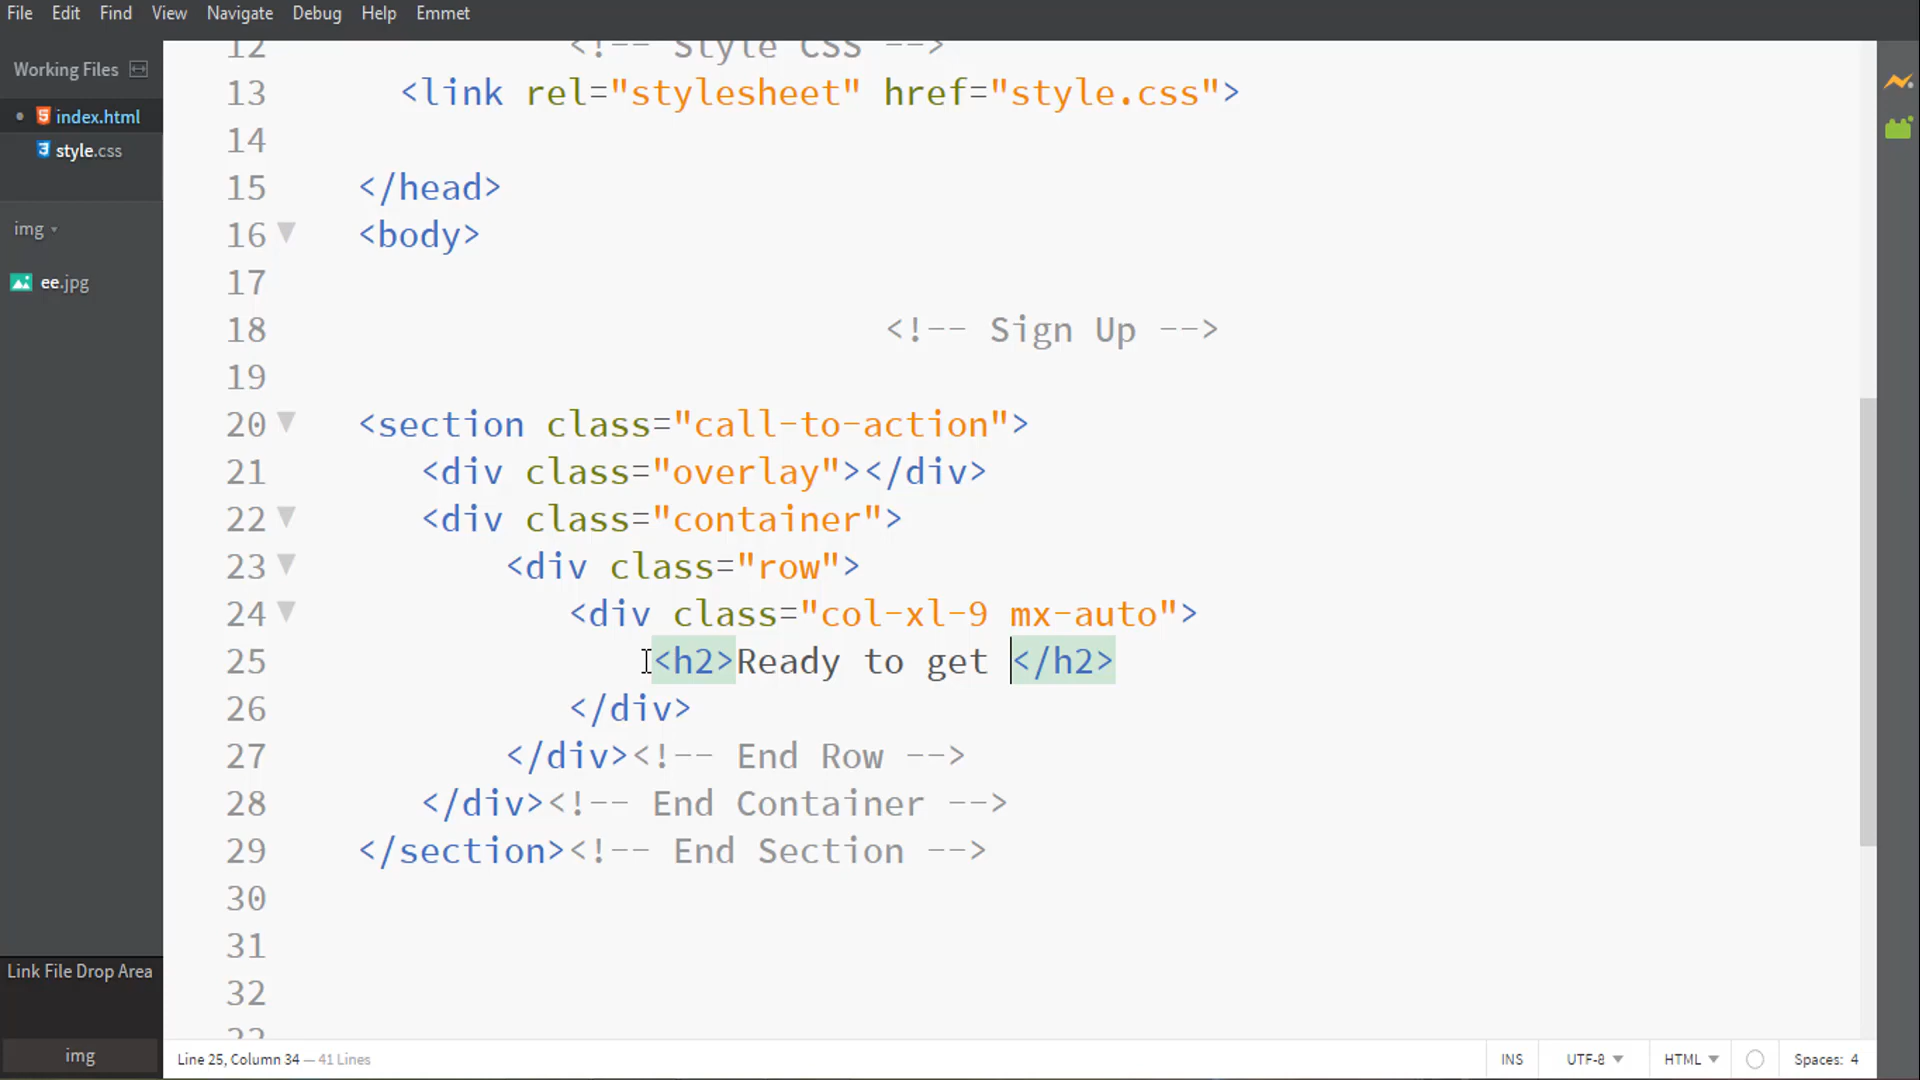 File Edit Find View Navigate Debug Help Emmet
Working Files
index.html
style.css
img
ee.jpg
Link File Drop Area
img
12 <!-- Style CSS -->
13 <link rel="stylesheet" href="style.css">
14
15 </head>
16 <body>
17
18 <!-- Sign Up -->
19
20 <section class="call-to-action">
21 <div class="overlay"></div>
22 <div class="container">
23 <div class="row">
24 <div class="col-xl-9 mx-auto">
25 <h2>Ready to get </h2>
26 </div>
27 </div><!-- End Row -->
28 </div><!-- End Container -->
29 </section><!-- End Section -->
30
31
32
Line 25, Column 34 — 41 Lines INS UTF-8 HTML Spaces: 4